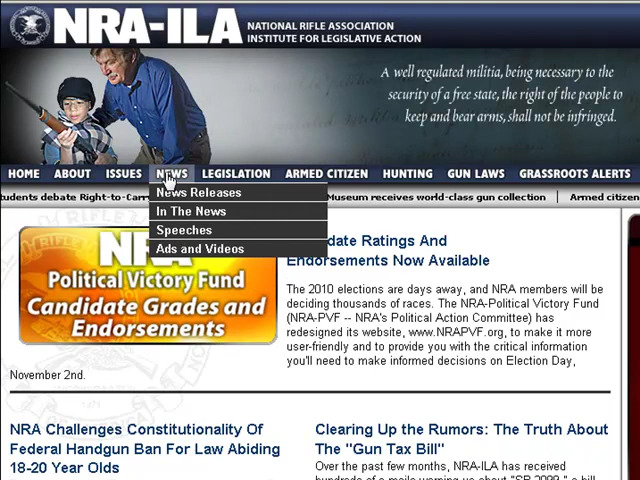 NRA-ILA
NATIONAL RIFLE ASSOCIATION
INSTITUTE FOR LEGISLATIVE ACTION
A well regulated militia, being necessary to the
security of a free state, the right of the people to
keep and bear arms, shall not be infringed.
HOME ABOUT ISSUES NEWS LEGISLATION ARMED CITIZEN HUNTING GUN LAWS GRASSROOTS ALERTS
tudents debate Right-to-Carry Museum receives world-class gun collection | Armed citizen
News Releases
In The News
Speeches
Ads and Videos
NRA
Political Victory Fund
Candidate Grades and
Endorsements
date Ratings And
Endorsements Now Available
The 2010 elections are days away, and NRA members will be
deciding thousands of races. The NRA-Political Victory Fund
(NRA-PVF -- NRA's Political Action Committee) has
redesigned its website, www.NRAPVF.org, to make it more
user-friendly and to provide you with the critical information
you'll need to make informed decisions on Election Day,
November 2nd.
NRA Challenges Constitutionality Of
Federal Handgun Ban For Law Abiding
18-20 Year Olds
Clearing Up the Rumors: The Truth About
The "Gun Tax Bill"
Over the past few months, NRA-ILA has received